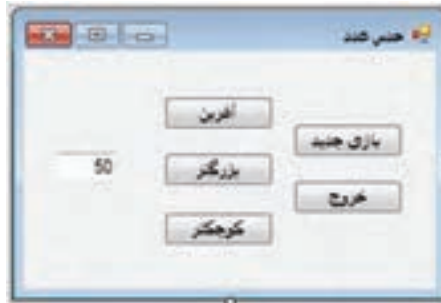 حدس عدد
آفرین
بازی جدید
بزرگتر
50
خروج
کوچکتر